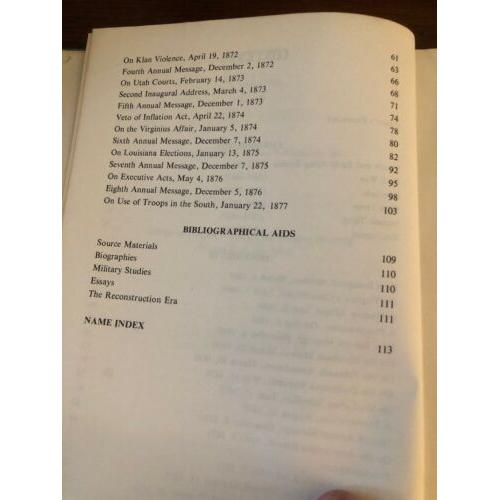 On Klan Violence, April 19, 1872 61
Fourth Annual Message, December 2, 1872 63
On Utah Courts, February 14, 1873 66
Second Inaugural Address, March 4, 1873 68
Fifth Annual Message, December 1, 1873 71
Veto of Inflation Act, April 22, 1874 74
On the Virginius Affair, January 5, 1874 78
Sixth Annual Message, December 7, 1874 80
On Louisiana Elections, January 13, 1875 82
Seventh Annual Message, December 7, 1875 92
On Executive Acts, May 4, 1876 95
Eighth Annual Message, December 5, 1876 98
On Use of Troops in the South, January 22, 1877 103
BIBLIOGRAPHICAL AIDS
Source Materials 109
Biographies 110
Military Studies 110
Essays 111
The Reconstruction Era 111
NAME INDEX 113